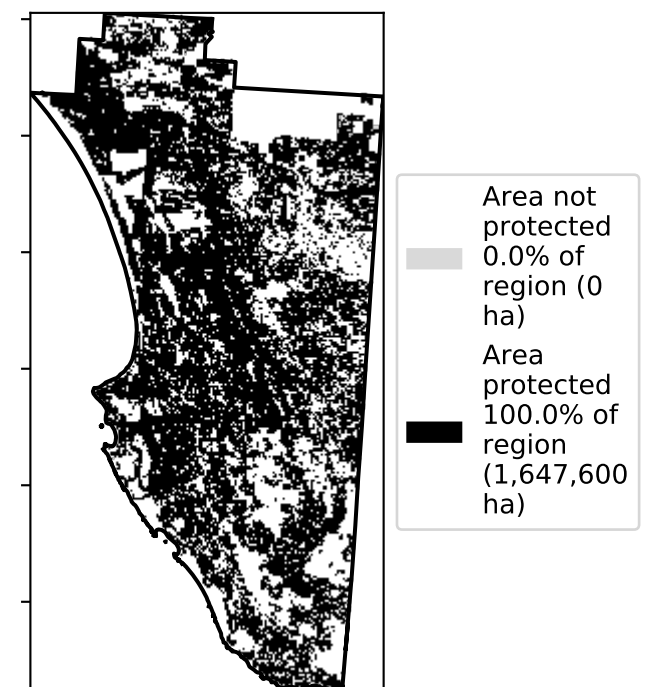 Area not
protected
0.0% of
region (0
ha)
Area
protected
100.0% of
region
(1,647,600
ha)